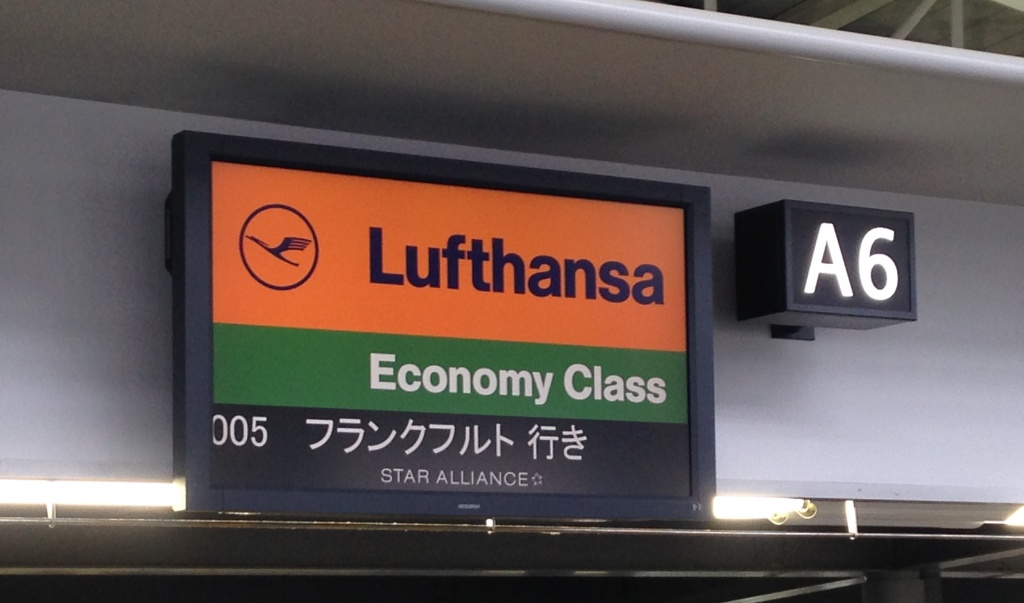 Lufthansa
Economy Class
005 フランクフルト 行き
STAR ALLIANCE
A6